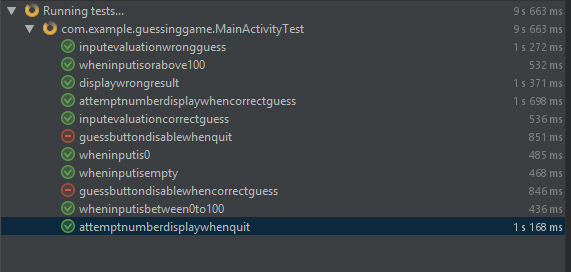 Running tests... 9 s 663 ms
com.example.guessinggame.MainActivityTest 9 s 663 ms
inputevaluationwrongguess 1 s 272 ms
wheninputisorabove100 532 ms
displaywrongresult 1 s 371 ms
attemptnumberdisplaywhencorrectguess 1 s 698 ms
inputevaluationcorrectguess 536 ms
guessbuttondisablewhenquit 851 ms
wheninputis0 485 ms
wheninputisempty 468 ms
guessbuttondisablewhencorrectguess 846 ms
wheninputisbetween0to100 436 ms
attemptnumberdisplaywhenquit 1 s 168 ms